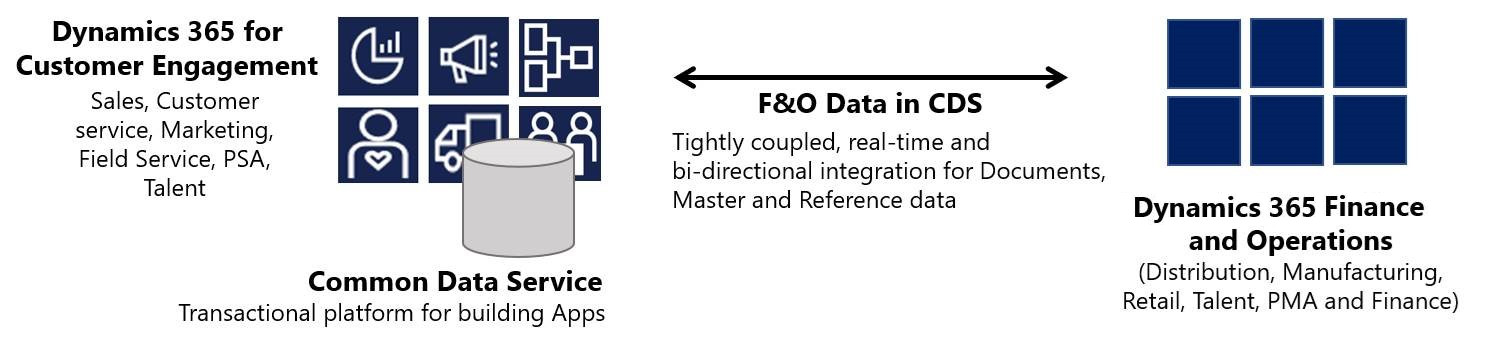 Dynamics 365 for
Customer Engagement
Sales, Customer
service, Marketing,
Field Service, PSA,
Talent
Common Data Service
Transactional platform for building Apps
F&O Data in CDS
Tightly coupled, real-time and
bi-directional integration for Documents,
Master and Reference data
Dynamics 365 Finance
and Operations
(Distribution, Manufacturing,
Retail, Talent, PMA and Finance)